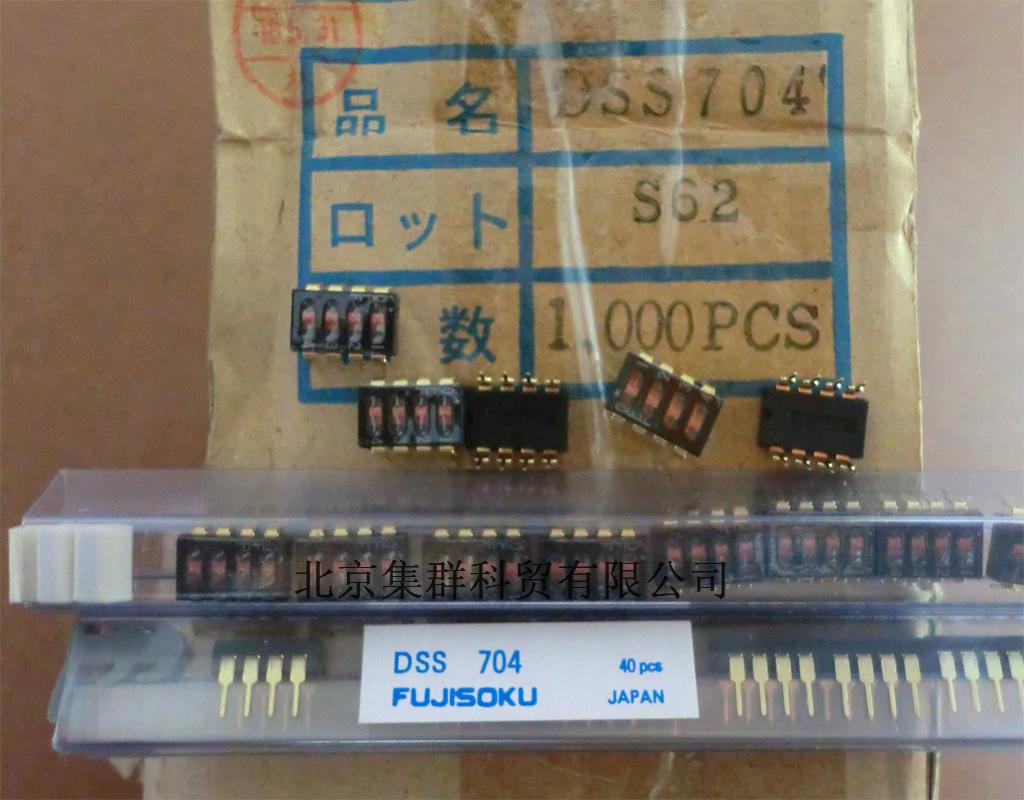 品名 DSS704
ロット S62
数 1,000PCS
北京集群科贸有限公司
DSS 704 40 pcs
FUJISOKU JAPAN